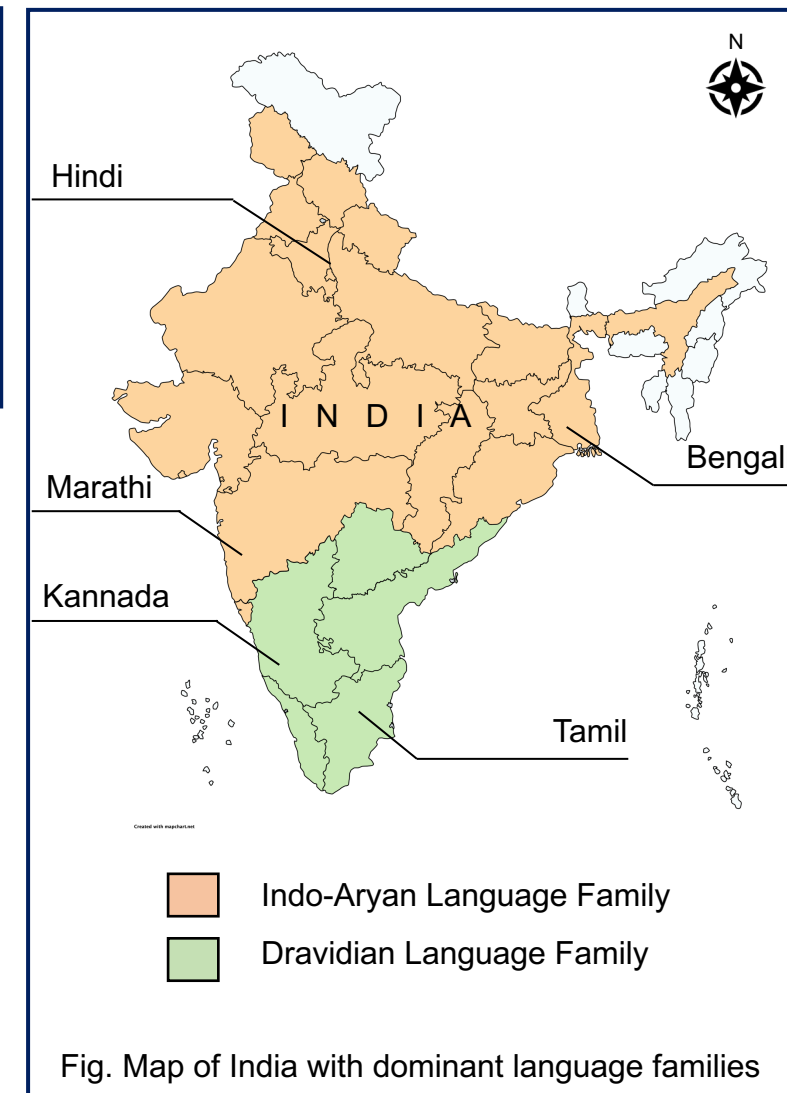 N
Hindi
I N D I A
Bengal
Marathi
Kannada
Tamil
Created with mapchart.net
Indo-Aryan Language Family
Dravidian Language Family
Fig. Map of India with dominant language families